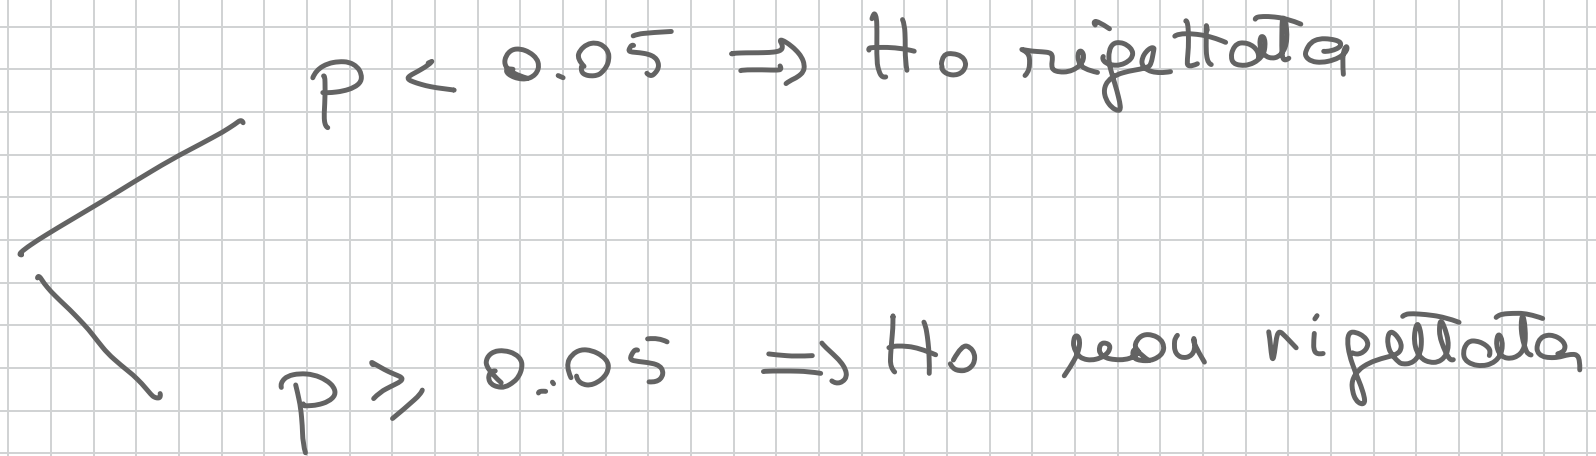 p < 0.05 ⇒ Ho rigettata
p ⩾ 0.05 ⇒ Ho non rigettata